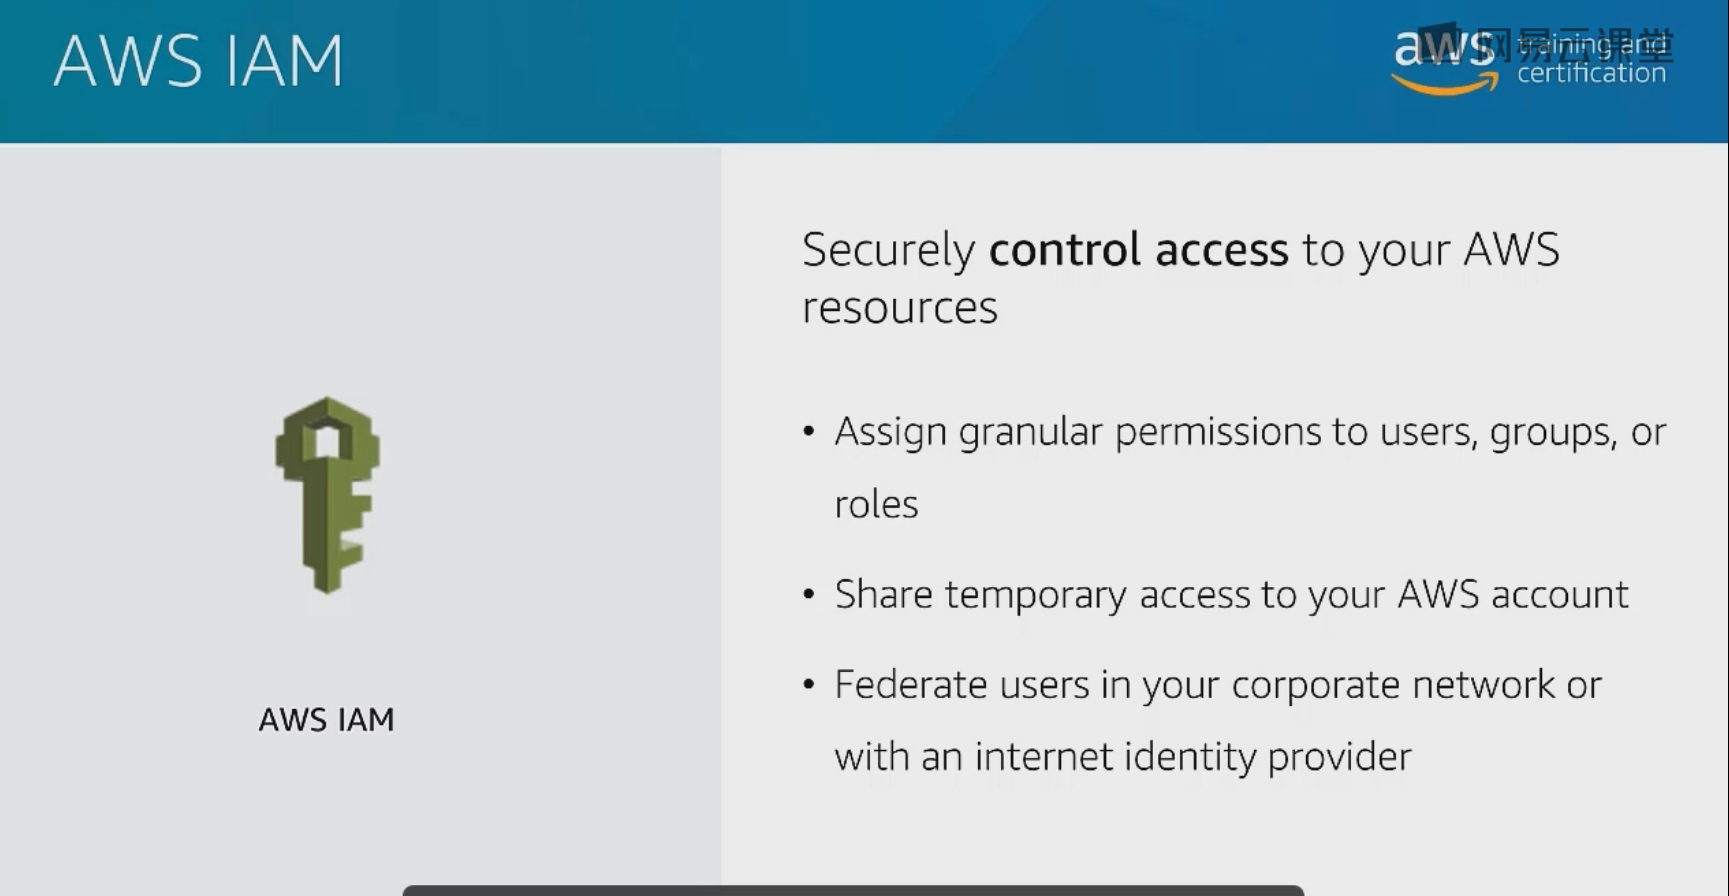 AWS IAM
aws training and
certification
网易云课堂
Securely control access to your AWS
resources
• Assign granular permissions to users, groups, or
roles
• Share temporary access to your AWS account
• Federate users in your corporate network or
with an internet identity provider
AWS IAM